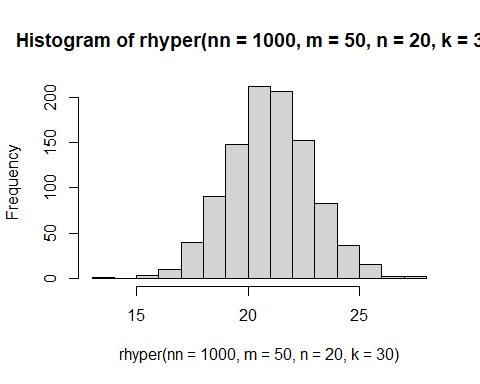 Histogram of rhyper(nn = 1000, m = 50, n = 20, k = 3
200
150
100
50
0
Frequency
15 20 25
rhyper(nn = 1000, m = 50, n = 20, k = 30)